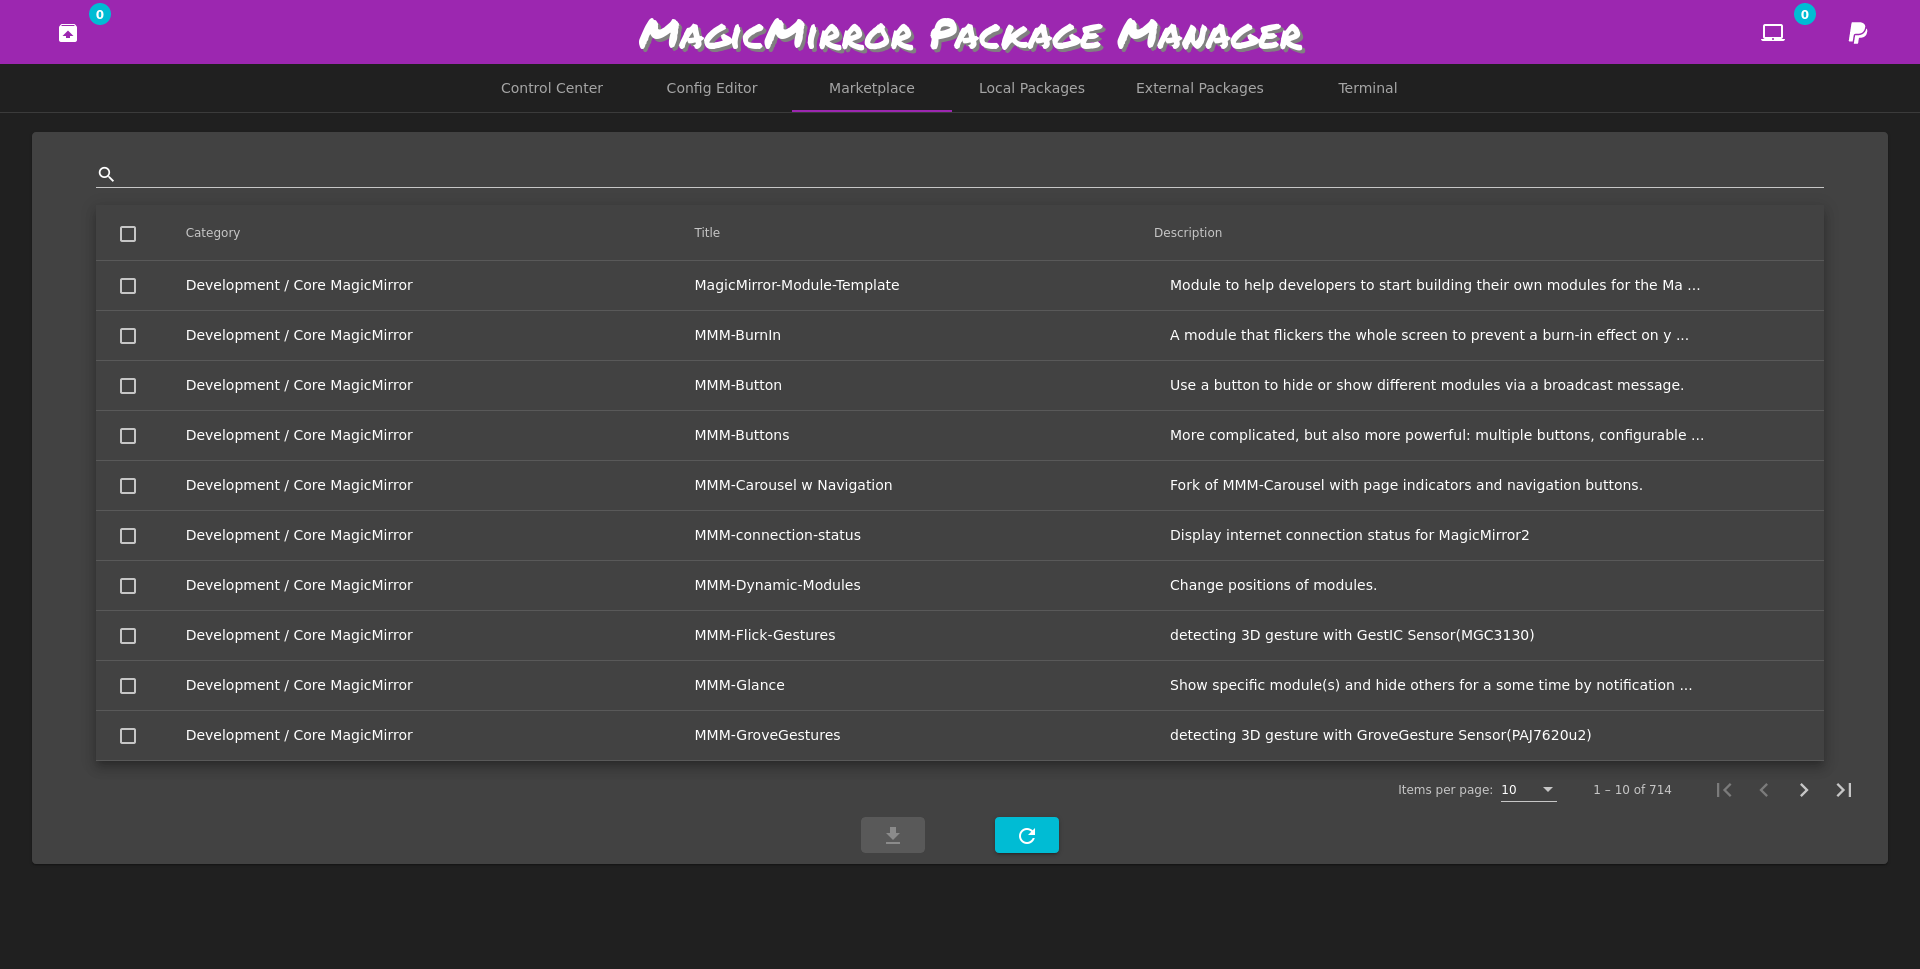 0
MagicMirror Package Manager
0
Control Center Config Editor Marketplace Local Packages External Packages Terminal
Category Title Description
Development / Core MagicMirror MagicMirror-Module-Template Module to help developers to start building their own modules for the Ma ...
Development / Core MagicMirror MMM-BurnIn A module that flickers the whole screen to prevent a burn-in effect on y ...
Development / Core MagicMirror MMM-Button Use a button to hide or show different modules via a broadcast message.
Development / Core MagicMirror MMM-Buttons More complicated, but also more powerful: multiple buttons, configurable ...
Development / Core MagicMirror MMM-Carousel w Navigation Fork of MMM-Carousel with page indicators and navigation buttons.
Development / Core MagicMirror MMM-connection-status Display internet connection status for MagicMirror2
Development / Core MagicMirror MMM-Dynamic-Modules Change positions of modules.
Development / Core MagicMirror MMM-Flick-Gestures detecting 3D gesture with GestIC Sensor(MGC3130)
Development / Core MagicMirror MMM-Glance Show specific module(s) and hide others for a some time by notification ...
Development / Core MagicMirror MMM-GroveGestures detecting 3D gesture with GroveGesture Sensor(PAJ7620u2)
Items per page: 10 1 – 10 of 714